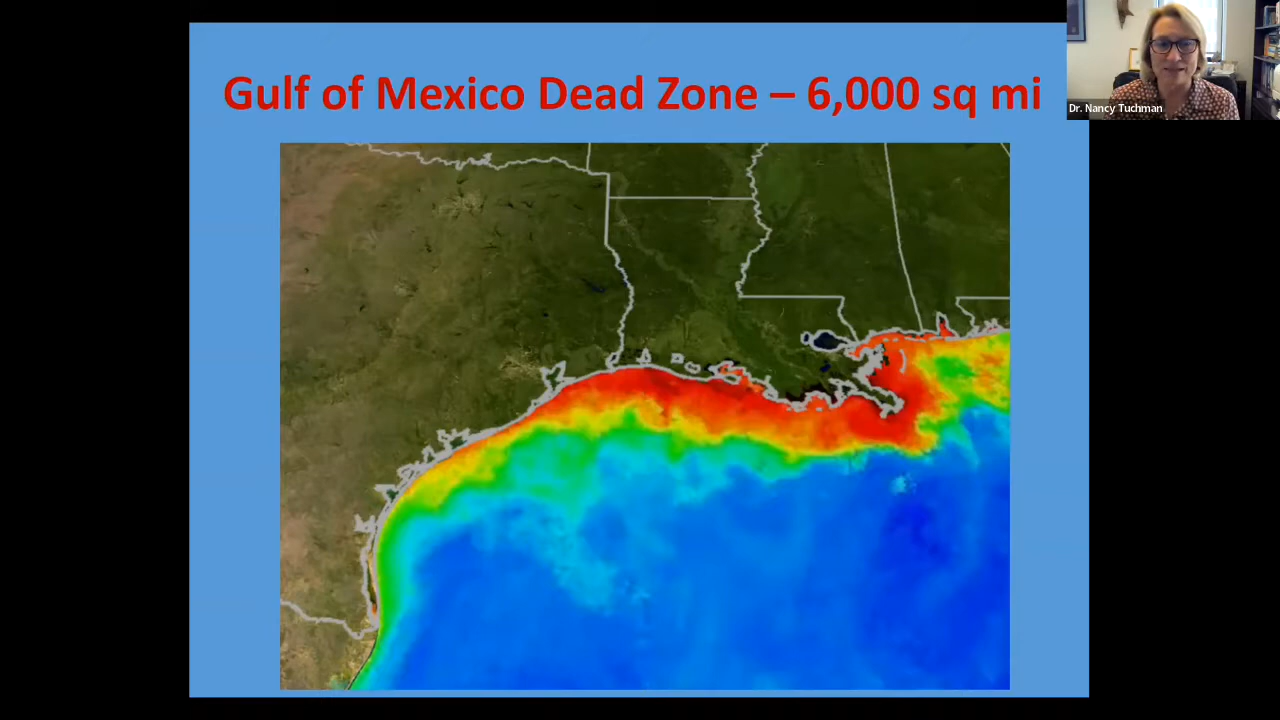 Gulf of Mexico Dead Zone – 6,000 sq mi
Dr. Nancy Tuchman